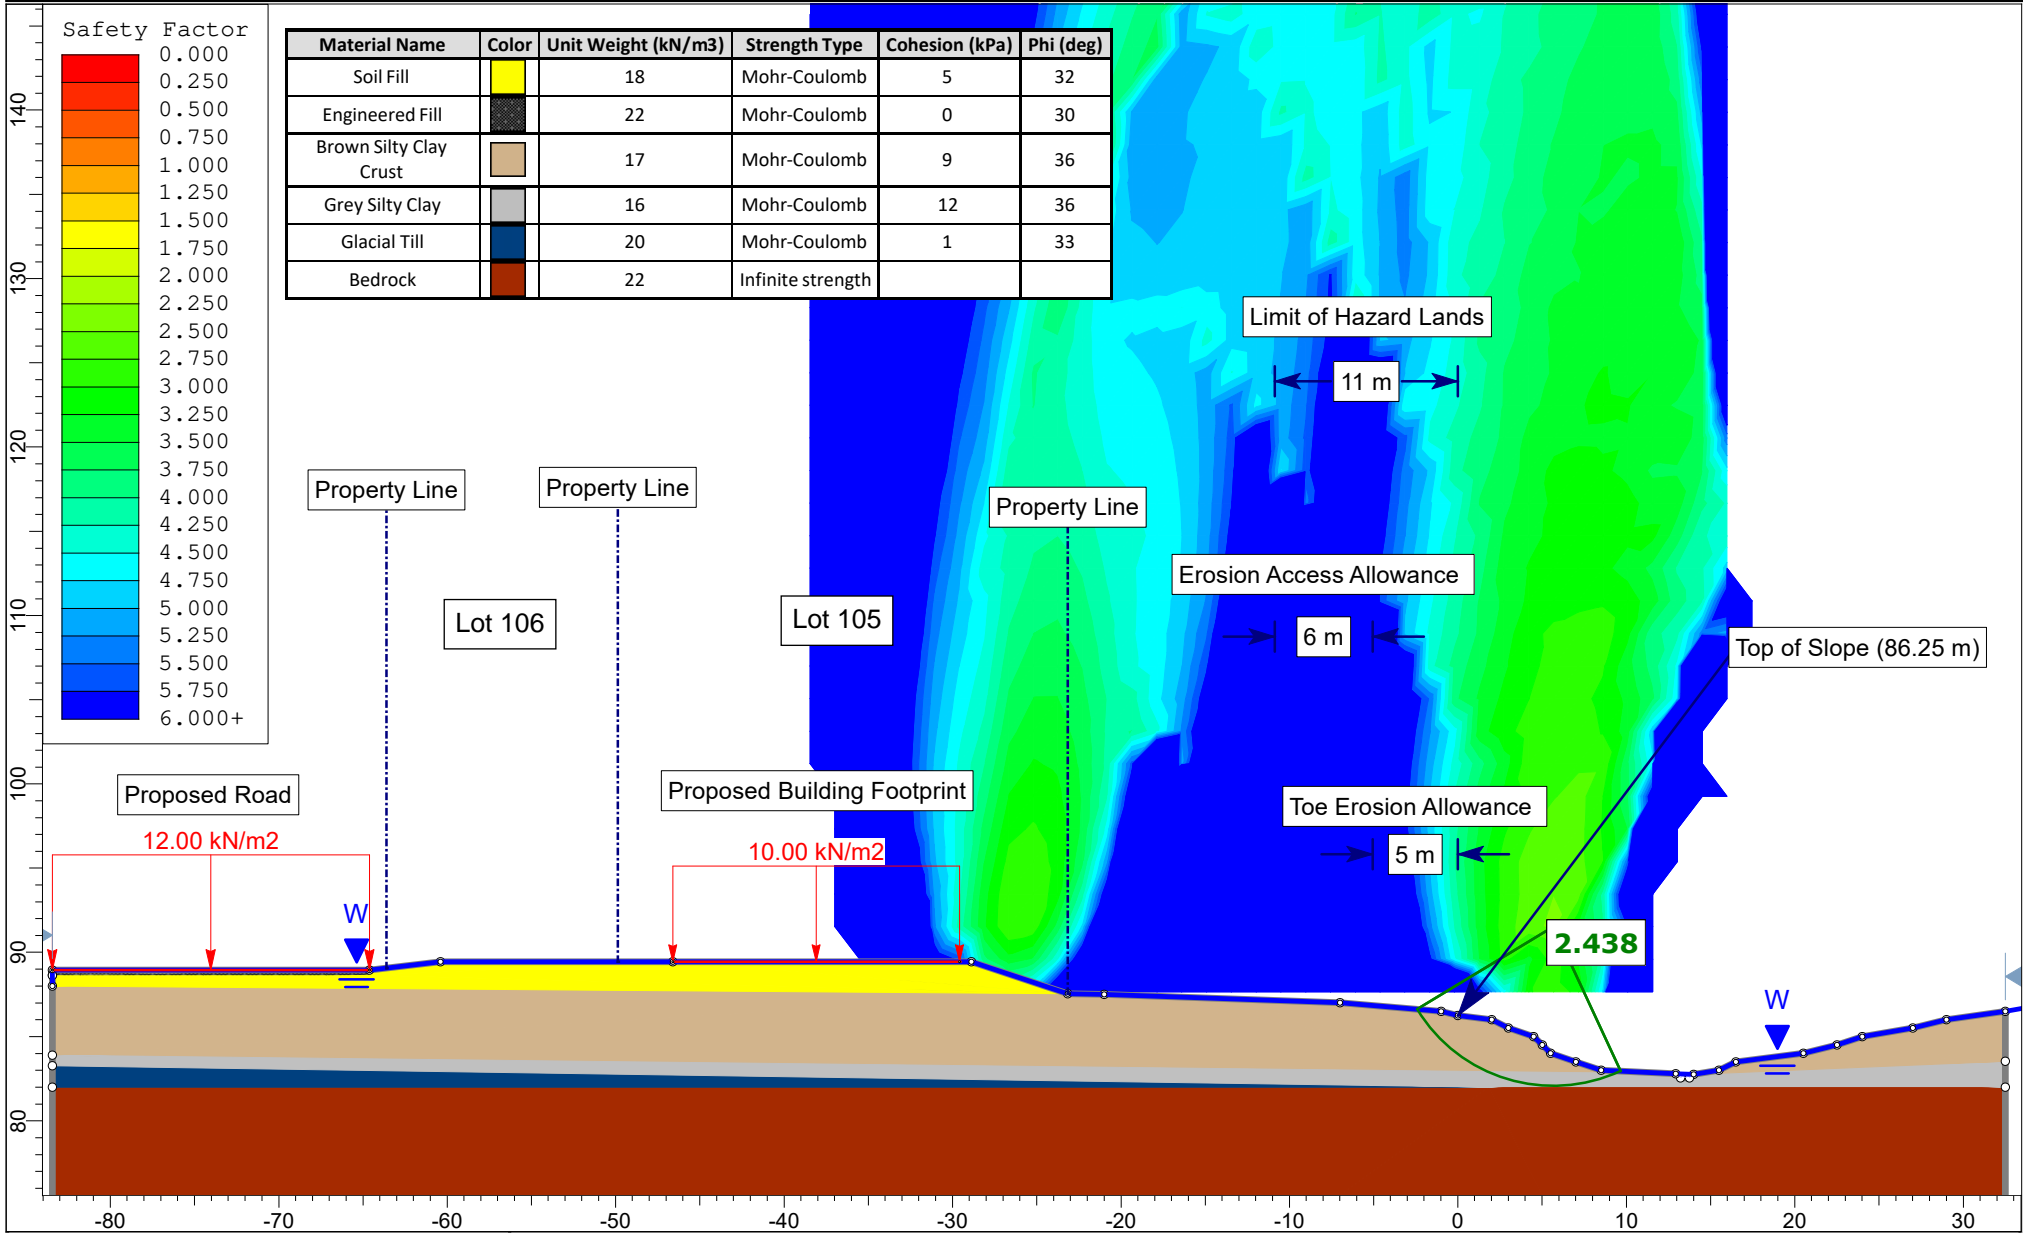 Safety Factor
0.000
0.250
0.500
0.750
1.000
1.250
1.500
1.750
2.000
2.250
2.500
2.750
3.000
3.250
3.500
3.750
4.000
4.250
4.500
4.750
5.000
5.250
5.500
5.750
6.000+
Material Name Color Unit Weight (kN/m3) Strength Type Cohesion (kPa) Phi (deg)
Soil Fill 18 Mohr-Coulomb 5 32
Engineered Fill 22 Mohr-Coulomb 0 30
Brown Silty Clay Crust 17 Mohr-Coulomb 9 36
Grey Silty Clay 16 Mohr-Coulomb 12 36
Glacial Till 20 Mohr-Coulomb 1 33
Bedrock 22 Infinite strength
Limit of Hazard Lands
11 m
Property Line
Property Line
Property Line
Erosion Access Allowance
6 m
Lot 106
Lot 105
Top of Slope (86.25 m)
Proposed Road
12.00 kN/m2
Proposed Building Footprint
10.00 kN/m2
Toe Erosion Allowance
5 m
W
2.438
W
140
130
120
110
100
90
80
-80 -70 -60 -50 -40 -30 -20 -10 0 10 20 30